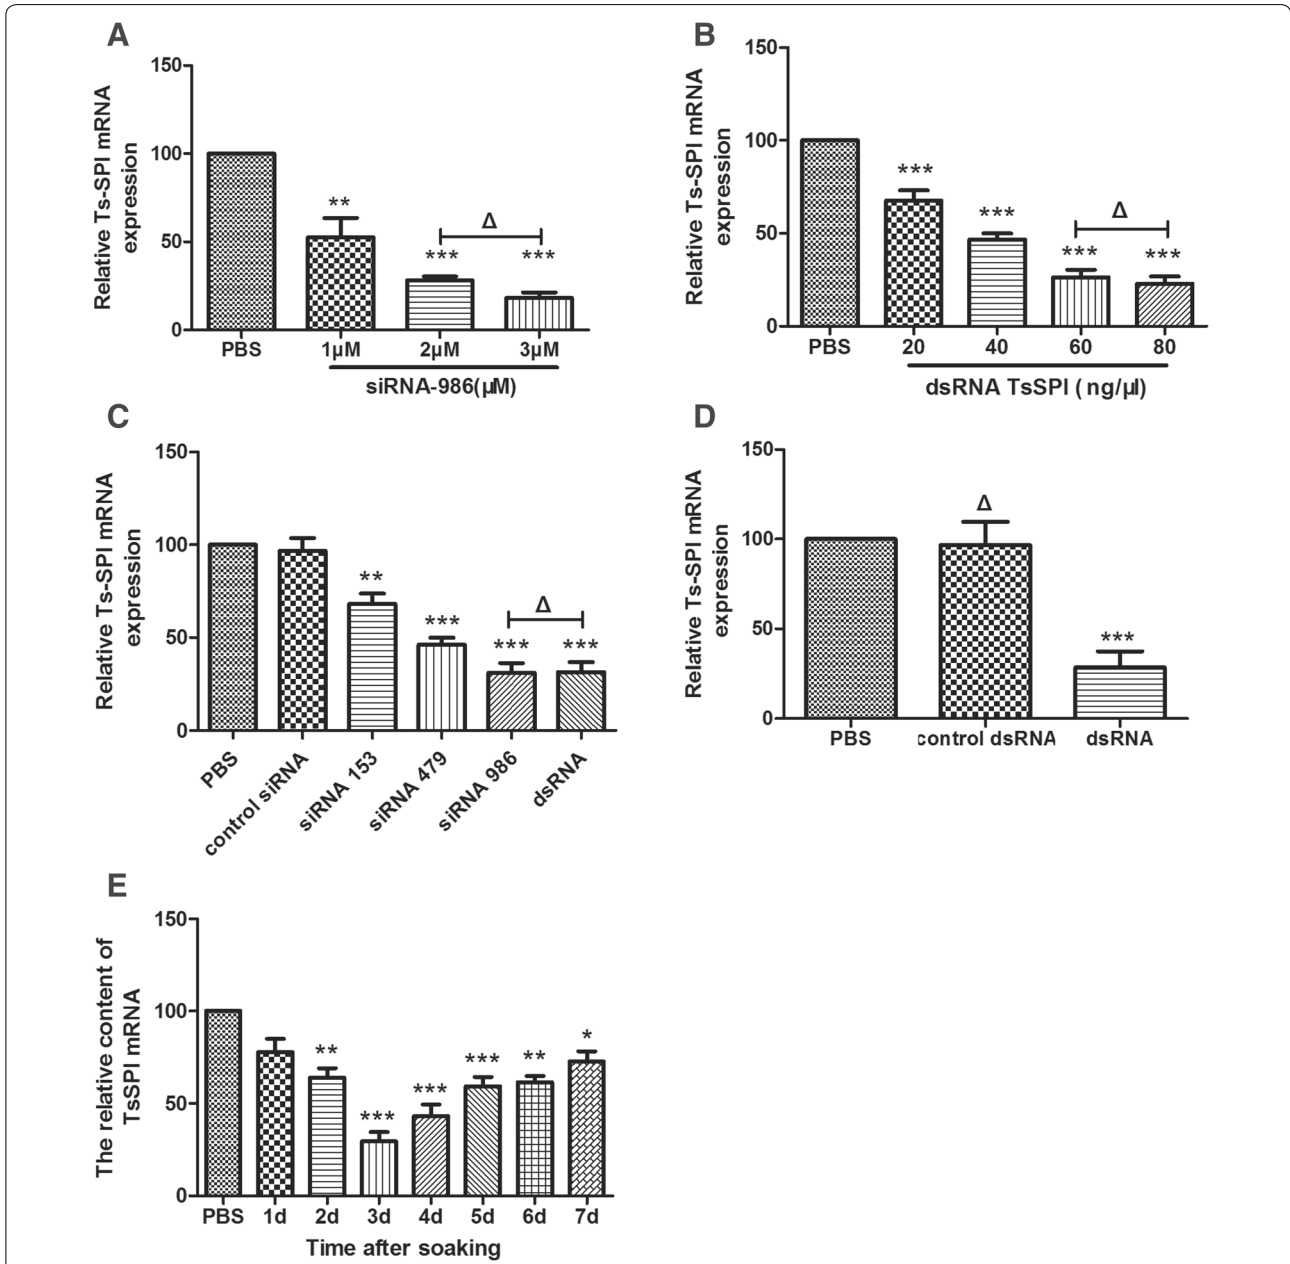 A
Relative Ts-SPI mRNA
expression
150
100
50
0
**
***
Δ
***
PBS 1µM 2µM 3µM
siRNA-986(µM)
B
Relative Ts-SPI mRNA
expression
150
100
50
0
***
***
***
Δ
***
PBS 20 40 60 80
dsRNA TsSPI ( ng/µl)
C
Relative Ts-SPI mRNA
expression
150
100
50
0
**
***
***
Δ
***
PBS
control siRNA
siRNA 153
siRNA 479
siRNA 986
dsRNA
D
Relative Ts-SPI mRNA
expression
150
100
50
0
Δ
***
PBS control dsRNA dsRNA
E
The relative content of
TsSPI mRNA
150
100
50
0
**
***
***
***
**
*
PBS 1d 2d 3d 4d 5d 6d 7d
Time after soaking